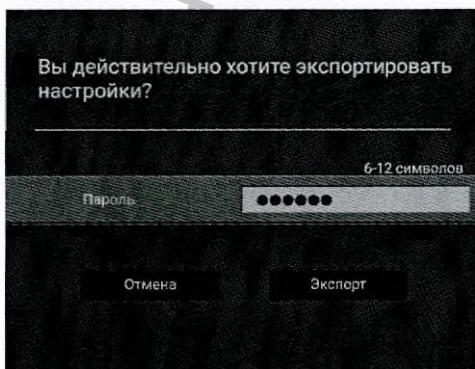 Вы действительно хотите экспортировать
настройки?
6-12 символов
Пароль
●●●●●●
Отмена
Экспорт